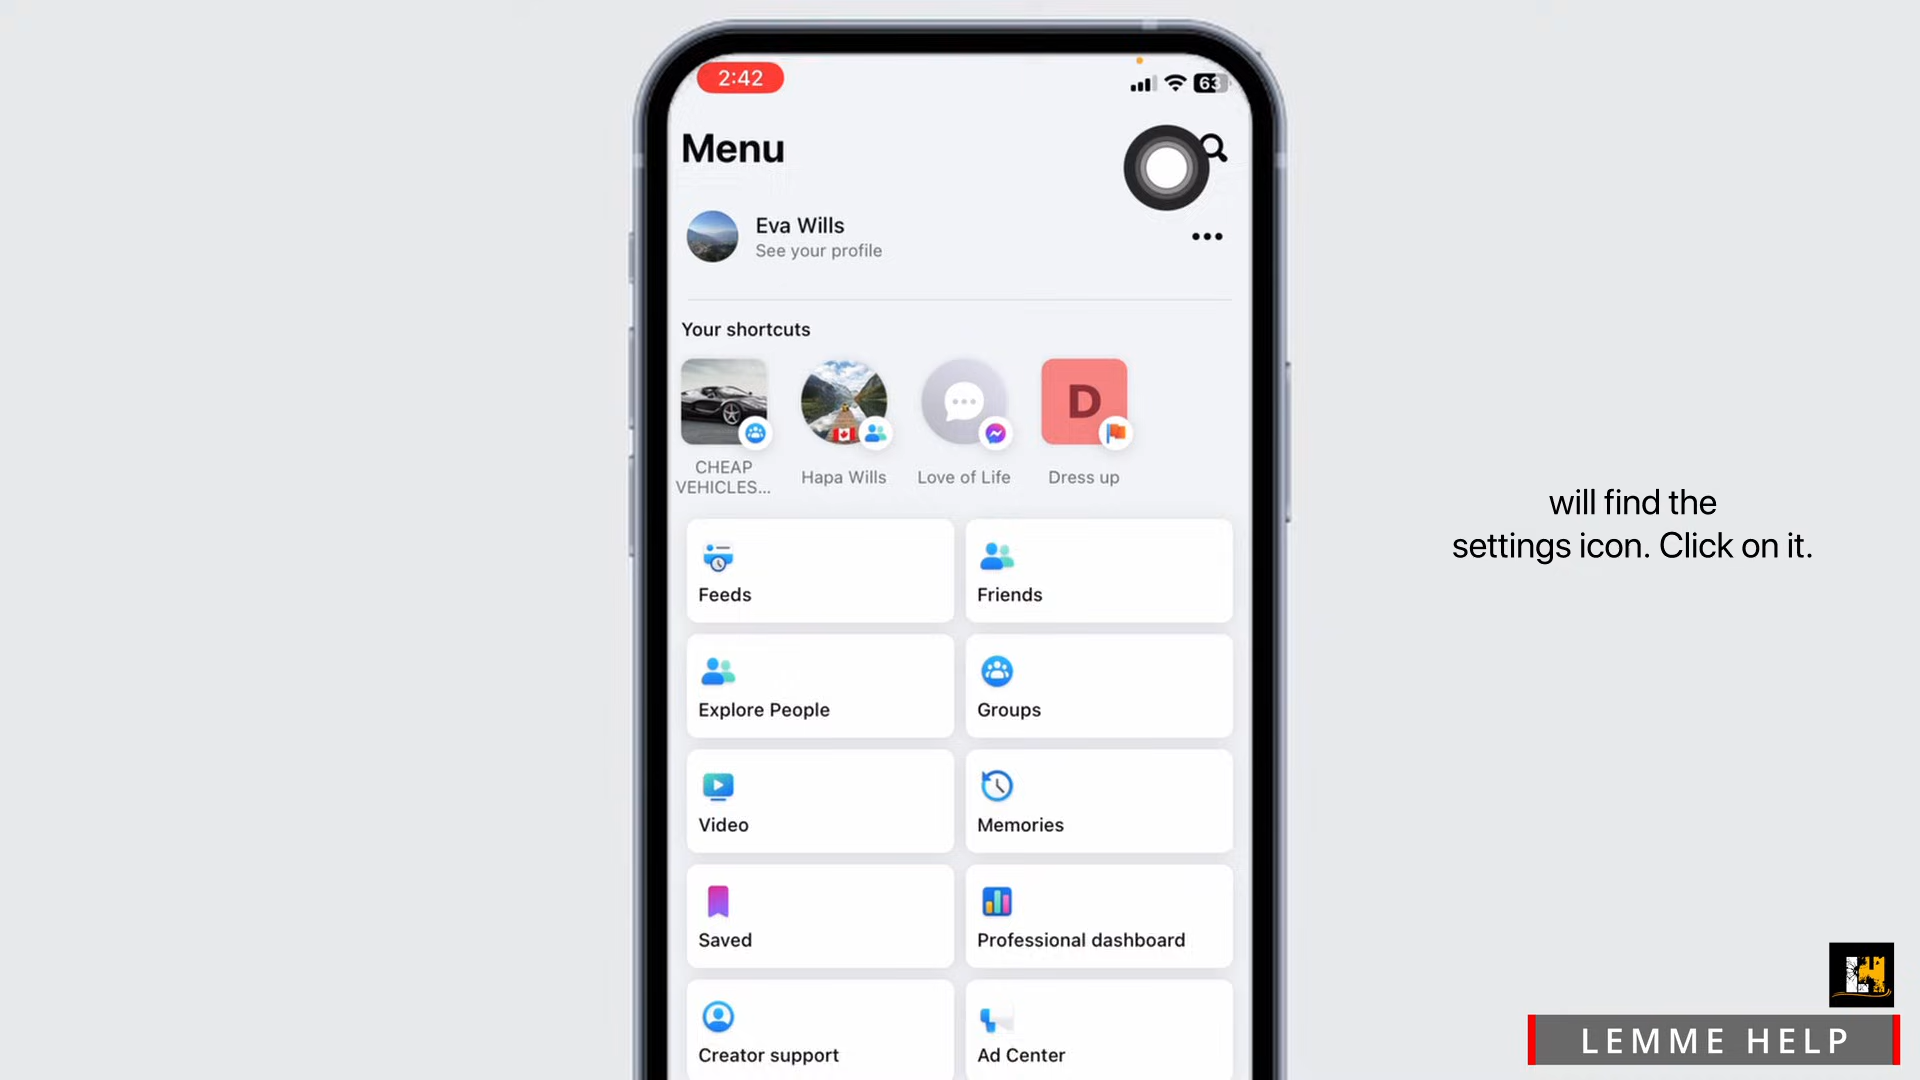 2:42
63
Menu
Eva Wills
See your profile
Your shortcuts
D
CHEAP
VEHICLES...
Hapa Wills
Love of Life
Dress up
Feeds
Friends
Explore People
Groups
Video
Memories
Saved
Professional dashboard
Creator support
Ad Center
will find the
settings icon. Click on it.
LEMME HELP